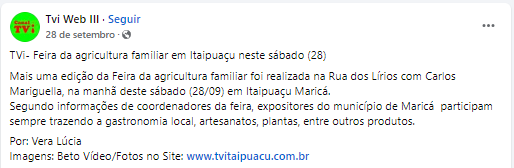 Canal
TVi
Tvi Web III · Seguir
28 de setembro ·
TVi- Feira da agricultura familiar em Itaipuaçu neste sábado (28)
Mais uma edição da Feira da agricultura familiar foi realizada na Rua dos Lírios com Carlos
Mariguella, na manhã deste sábado (28/09) em Itaipuaçu Maricá.
Segundo informações de coordenadores da feira, expositores do município de Maricá participam
sempre trazendo a gastronomia local, artesanatos, plantas, entre outros produtos.
Por: Vera Lúcia
Imagens: Beto Vídeo/Fotos no Site: www.tvitaipuacu.com.br